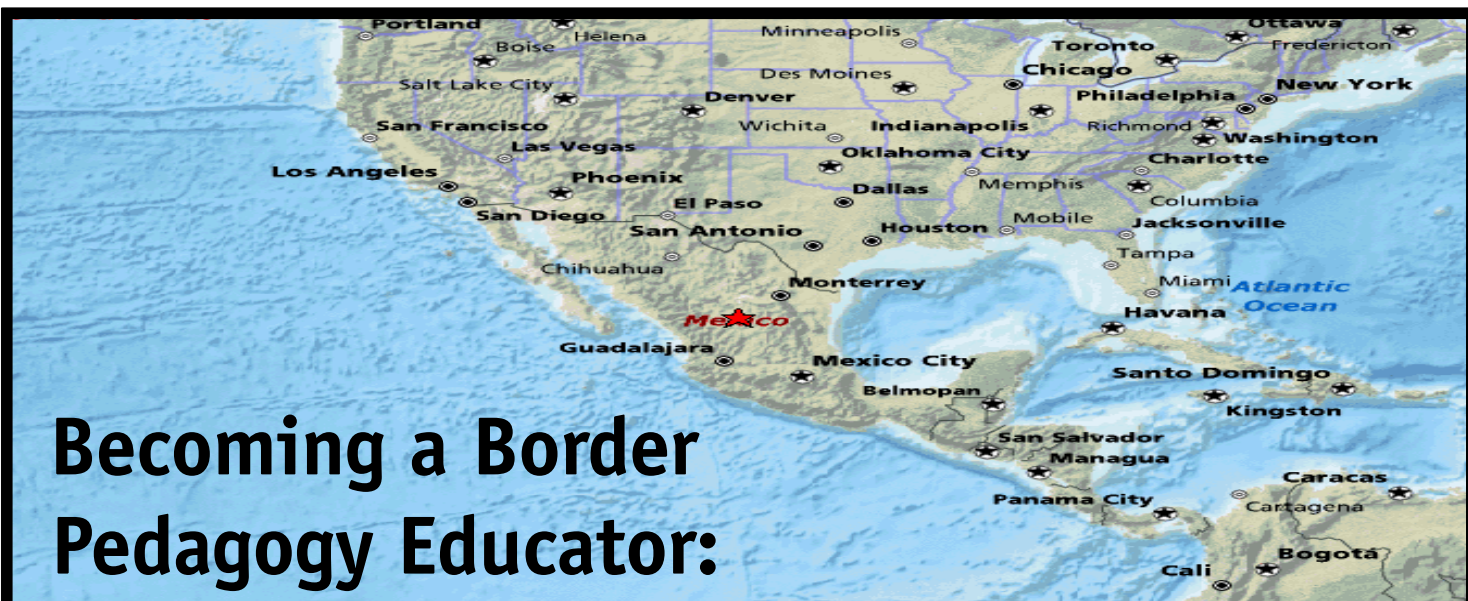 Portland
Ottawa
Helena
Minneapolis
Boise
Toronto
Fredericton
Chicago
Des Moines
Salt Lake City
New York
Denver
Philadelphia
San Francisco
Wichita
Indianapolis
Richmond
Washington
Las Vegas
Oklahoma City
Charlotte
Los Angeles
Phoenix
Memphis
Dallas
Columbia
El Paso
San Diego
Mobile
Jacksonville
San Antonio
Houston
Tampa
Chihuahua
Monterrey
Miami
Atlantic
Ocean
Havana
Mexico
Guadalajara
Mexico City
Santo Domingo
Belmopan
Kingston
San Salvador
Managua
Becoming a Border
Caracas
Panama City
Cartagena
Pedagogy Educator:
Bogotá
Cali